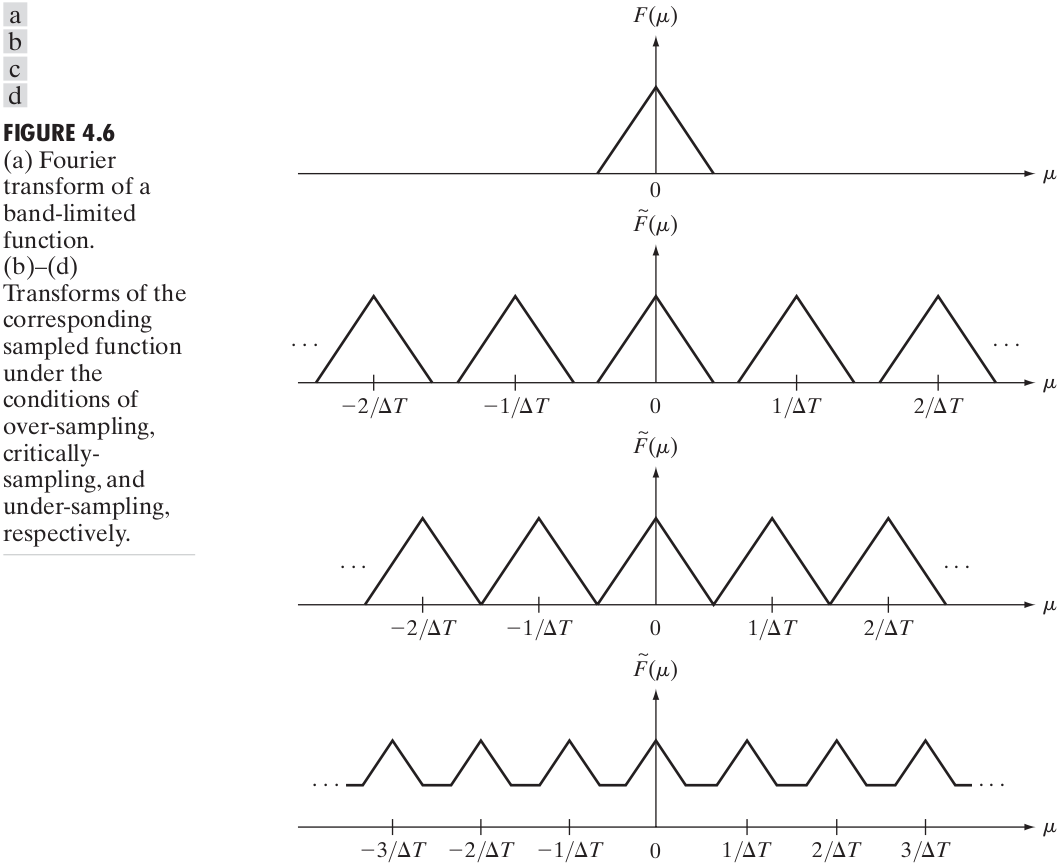 a
b
c
d
FIGURE 4.6
(a) Fourier
transform of a
band-limited
function.
(b)–(d)
Transforms of the
corresponding
sampled function
under the
conditions of
over-sampling,
critically-
sampling, and
under-sampling,
respectively.
F(μ)
μ
0
F̃(μ)
. . . . . .
μ
−2/ΔT −1/ΔT 0 1/ΔT 2/ΔT
F̃(μ)
. . . . . .
μ
−2/ΔT −1/ΔT 0 1/ΔT 2/ΔT
F̃(μ)
. . . . . .
μ
−3/ΔT −2/ΔT −1/ΔT 0 1/ΔT 2/ΔT 3/ΔT